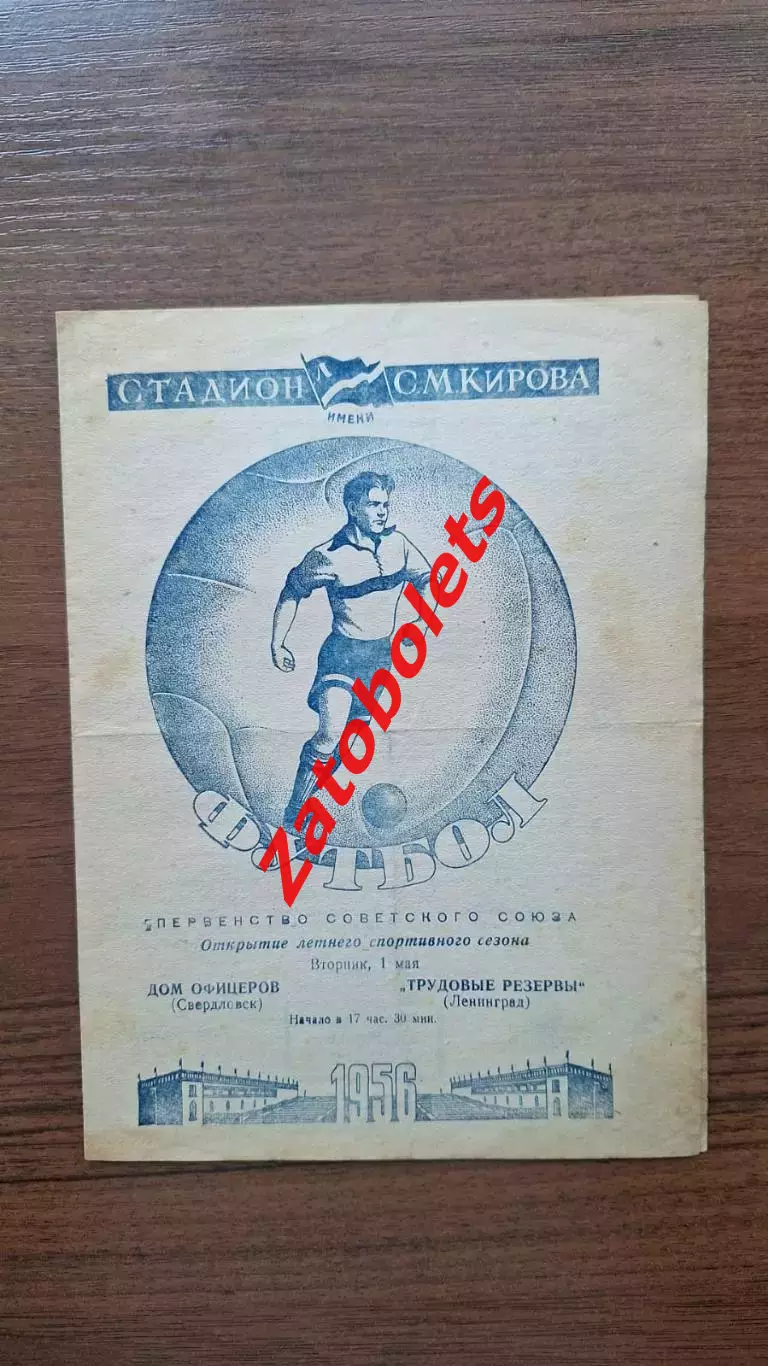 СТАДИОН Л С.М.КИРОВА
ИМЕНИ
ФУТБОЛ
Zatobolets
ПЕРВЕНСТВО СОВЕТСКОГО СОЮЗА
Открытие летнего спортивного сезона
Вторник, 1 мая
ДОМ ОФИЦЕРОВ „ТРУДОВЫЕ РЕЗЕРВЫ“
(Свердловск) (Ленинград)
Начало в 17 час. 30 мин.
1956